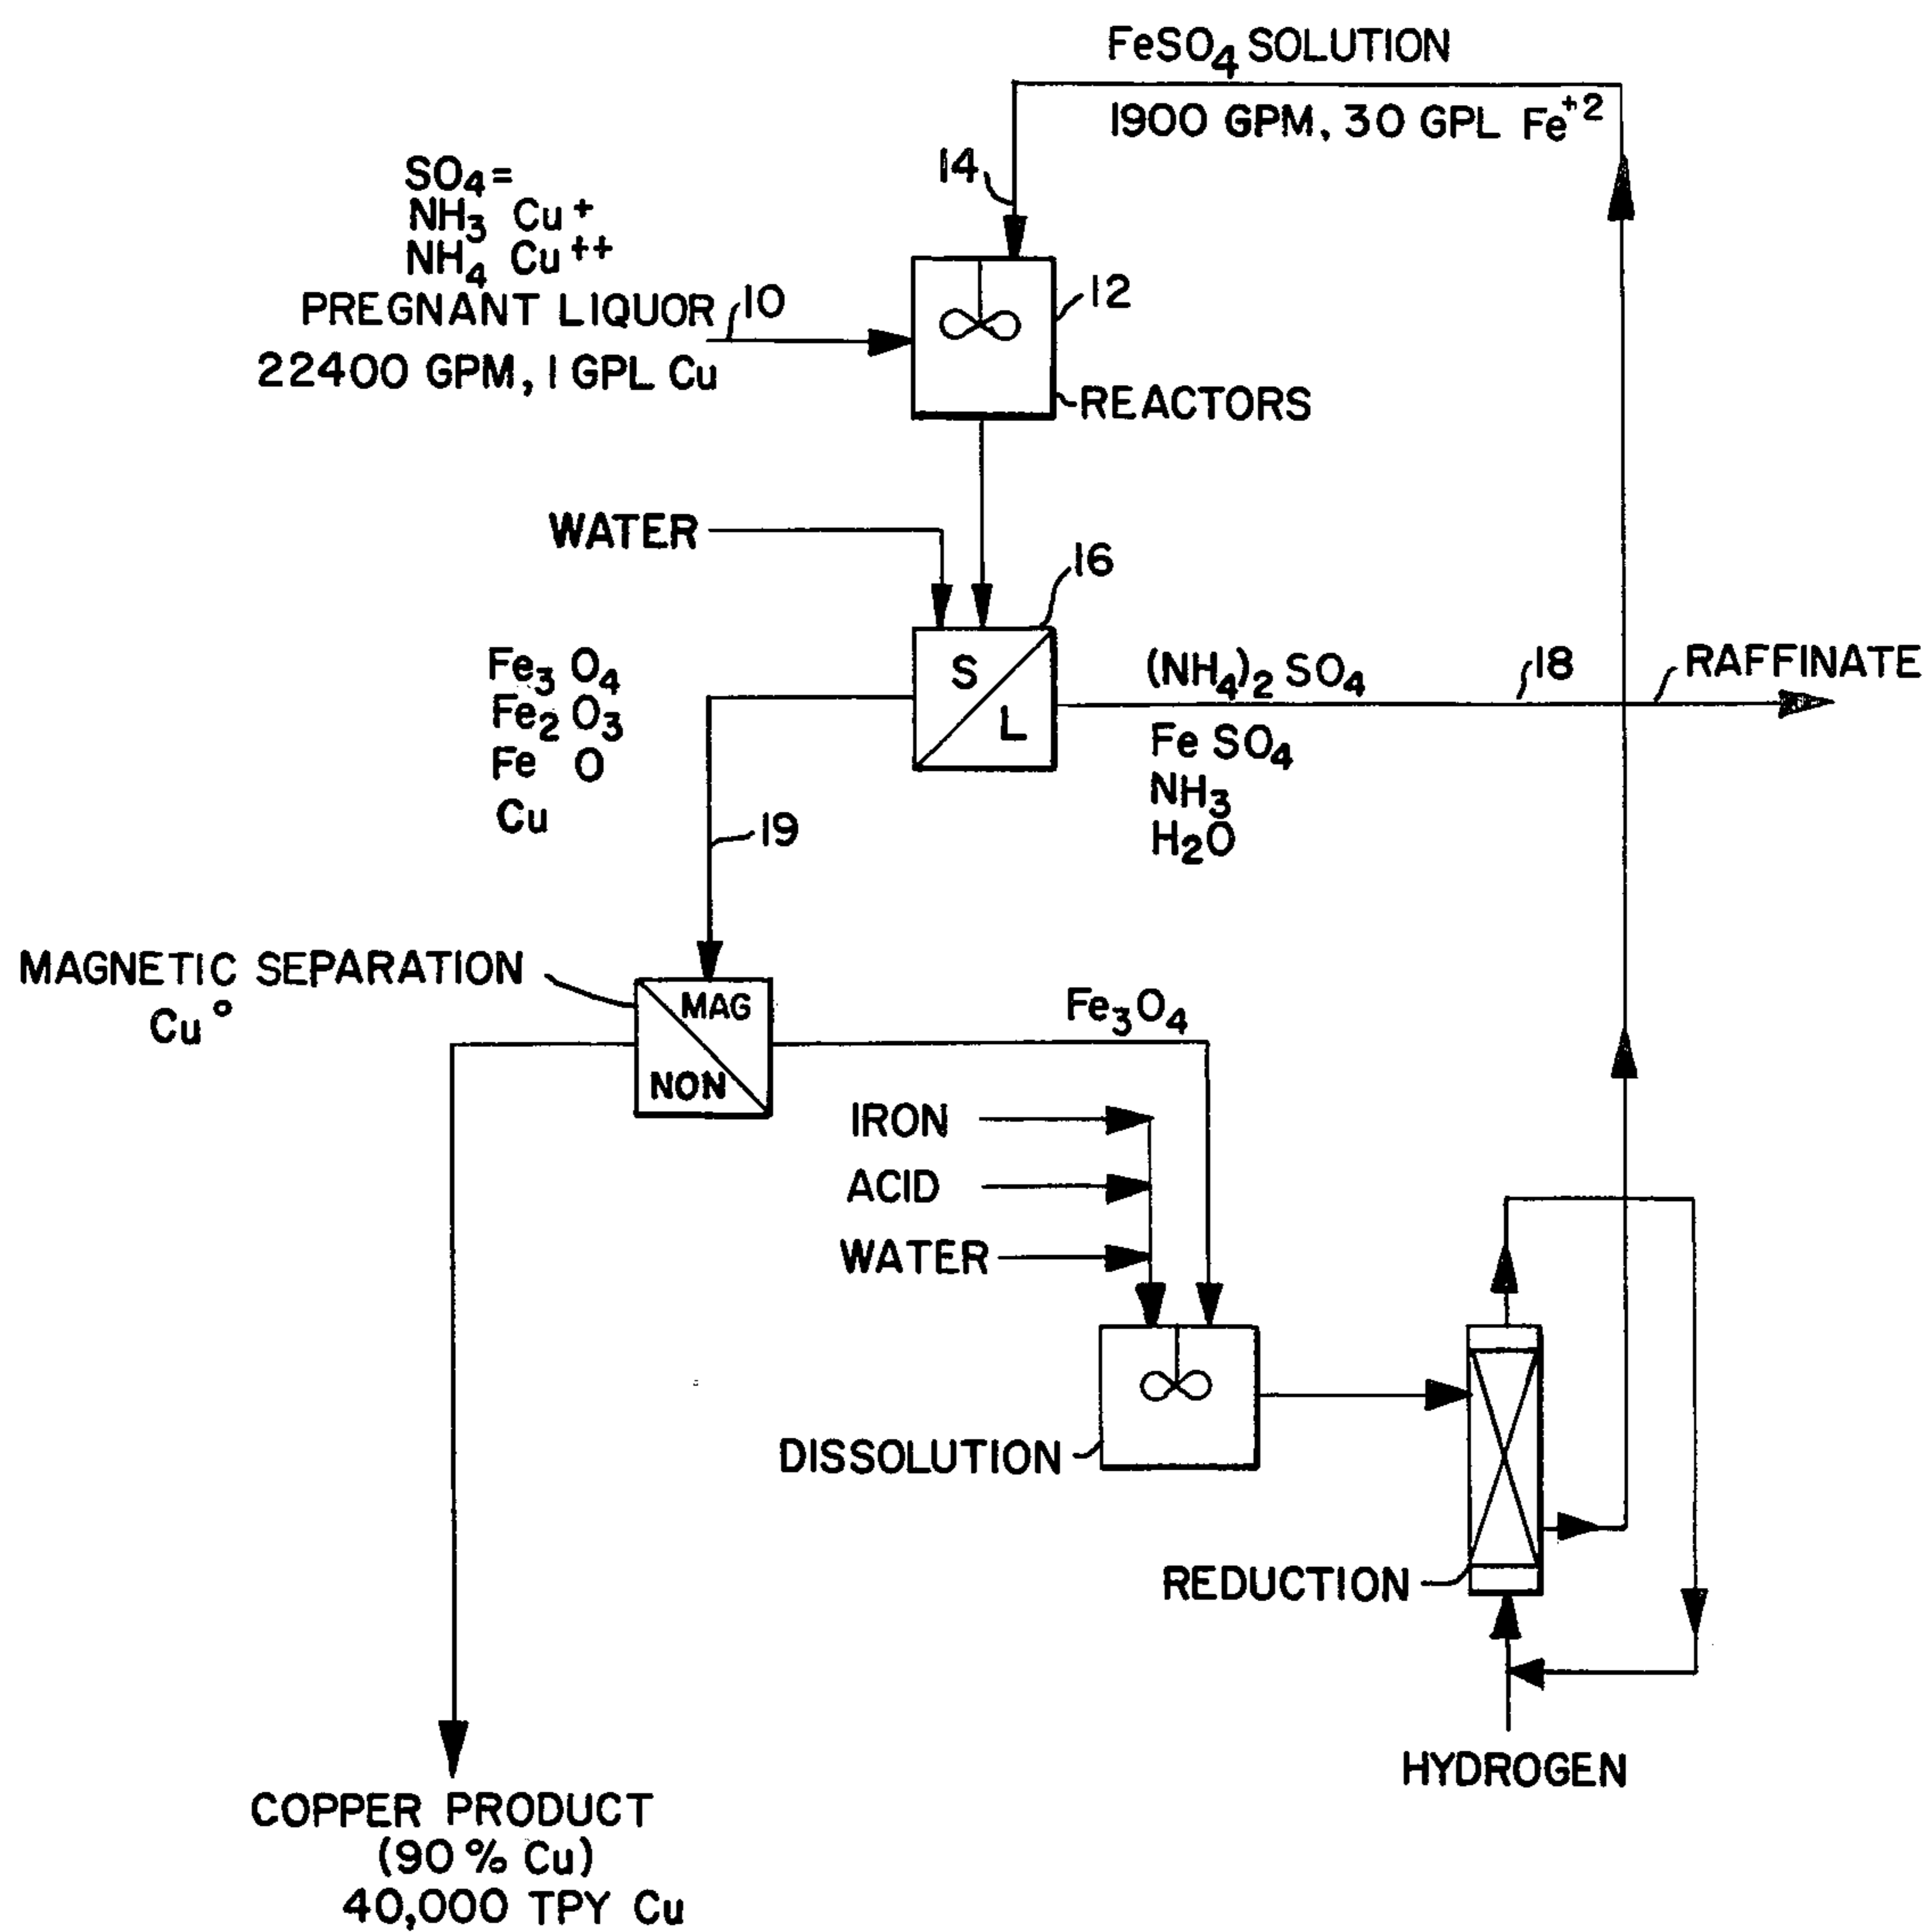 FeSO4 SOLUTION
1900 GPM, 30 GPL Fe+2
14
SO4=
NH3 Cu+
NH4 Cu++
PREGNANT LIQUOR
10
22400 GPM, 1 GPL Cu
12
REACTORS
WATER
16
S
L
Fe3 O4
Fe2 O3
Fe O
Cu
(NH4)2 SO4
18
RAFFINATE
Fe SO4
NH3
H2O
19
MAGNETIC SEPARATION
Cu°
MAG
NON
Fe3O4
IRON
ACID
WATER
DISSOLUTION
REDUCTION
HYDROGEN
COPPER PRODUCT
(90 % Cu)
40,000 TPY Cu